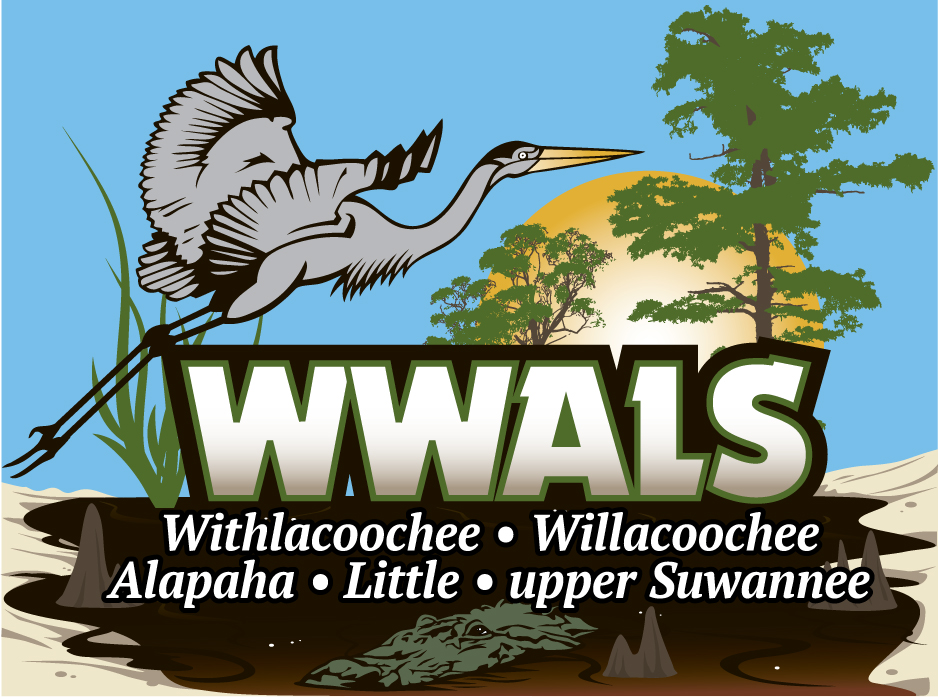 WWALS
Withlacoochee • Willacoochee
Alapaha • Little • upper Suwannee